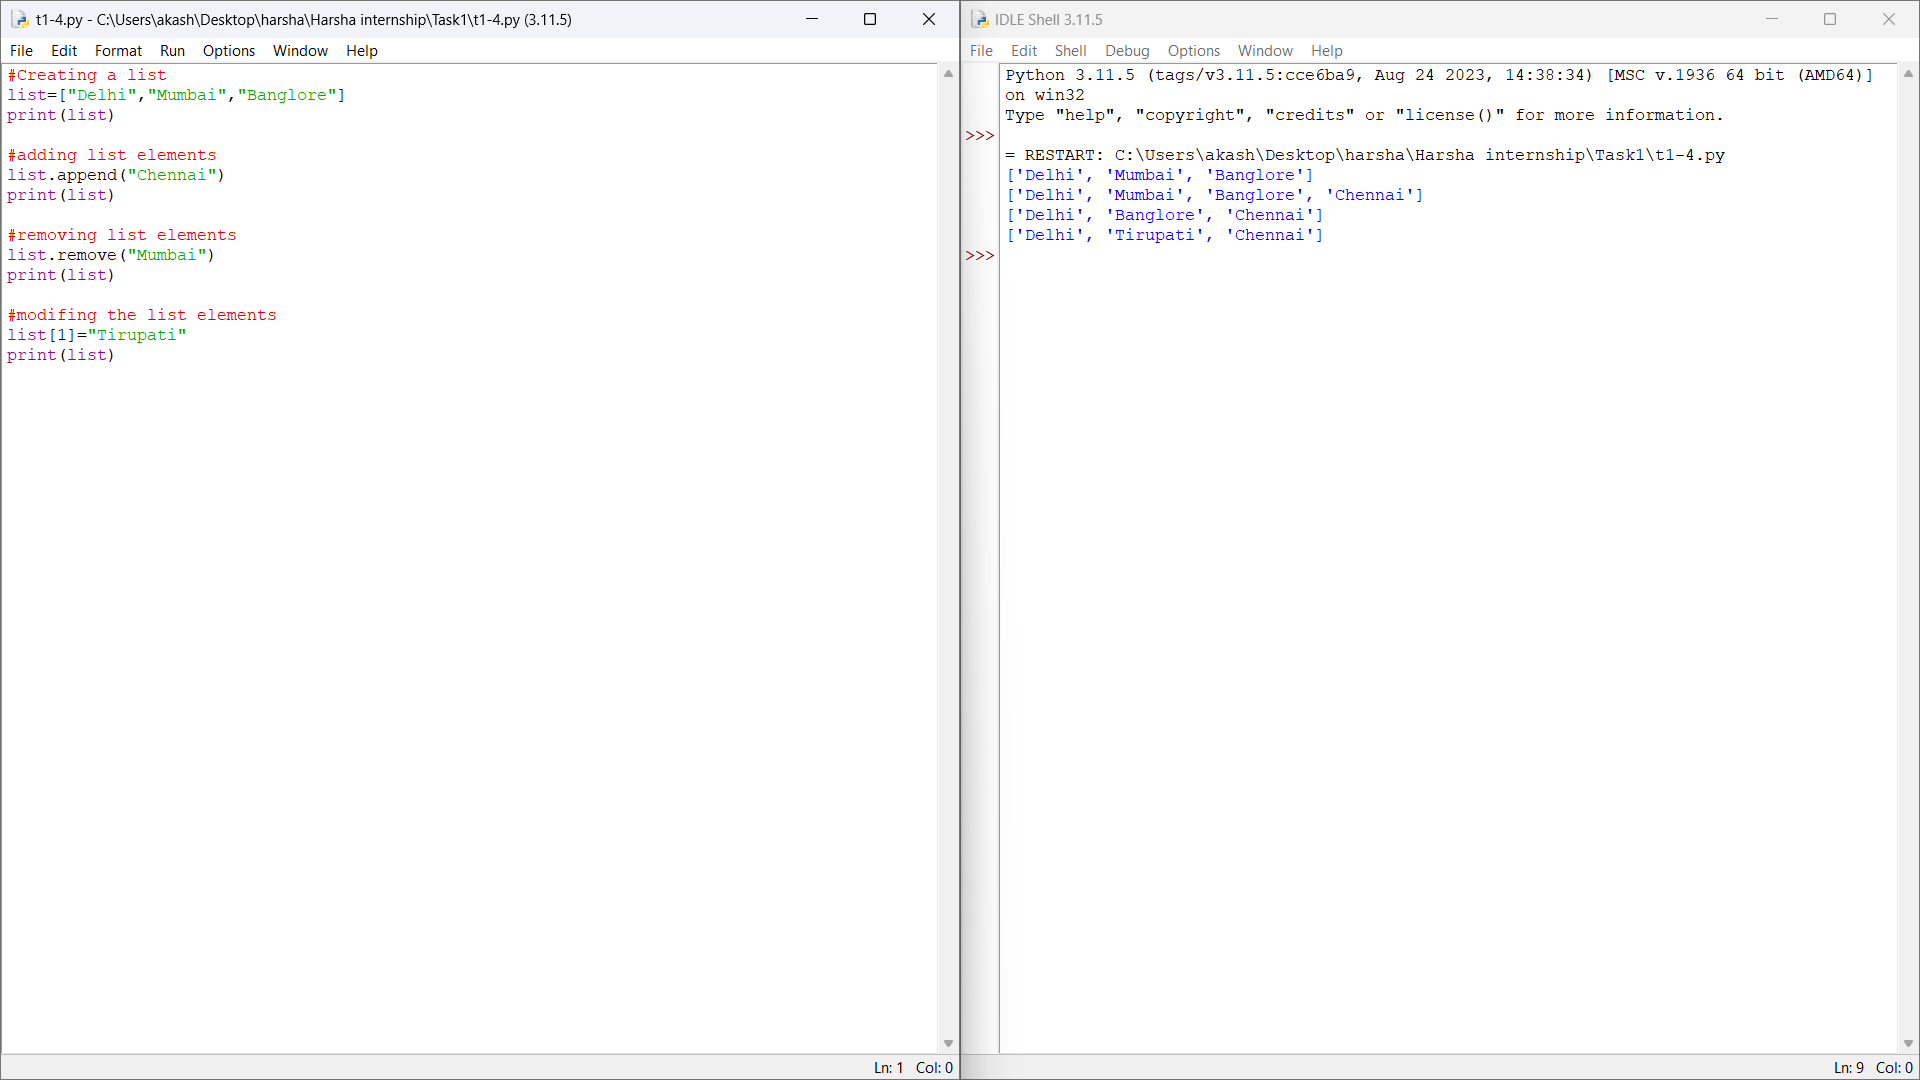 t1-4.py - C:\Users\akash\Desktop\harsha\Harsha internship\Task1\t1-4.py (3.11.5)
File Edit Format Run Options Window Help
#Creating a list
list=["Delhi","Mumbai","Banglore"]
print(list)
#adding list elements
list.append("Chennai")
print(list)
#removing list elements
list.remove("Mumbai")
print(list)
#modifing the list elements
list[1]="Tirupati"
print(list)
Ln: 1 Col: 0
IDLE Shell 3.11.5
File Edit Shell Debug Options Window Help
Python 3.11.5 (tags/v3.11.5:cce6ba9, Aug 24 2023, 14:38:34) [MSC v.1936 64 bit (AMD64)]
on win32
Type "help", "copyright", "credits" or "license()" for more information.
>>>
= RESTART: C:\Users\akash\Desktop\harsha\Harsha internship\Task1\t1-4.py
['Delhi', 'Mumbai', 'Banglore']
['Delhi', 'Mumbai', 'Banglore', 'Chennai']
['Delhi', 'Banglore', 'Chennai']
['Delhi', 'Tirupati', 'Chennai']
>>>
Ln: 9 Col: 0